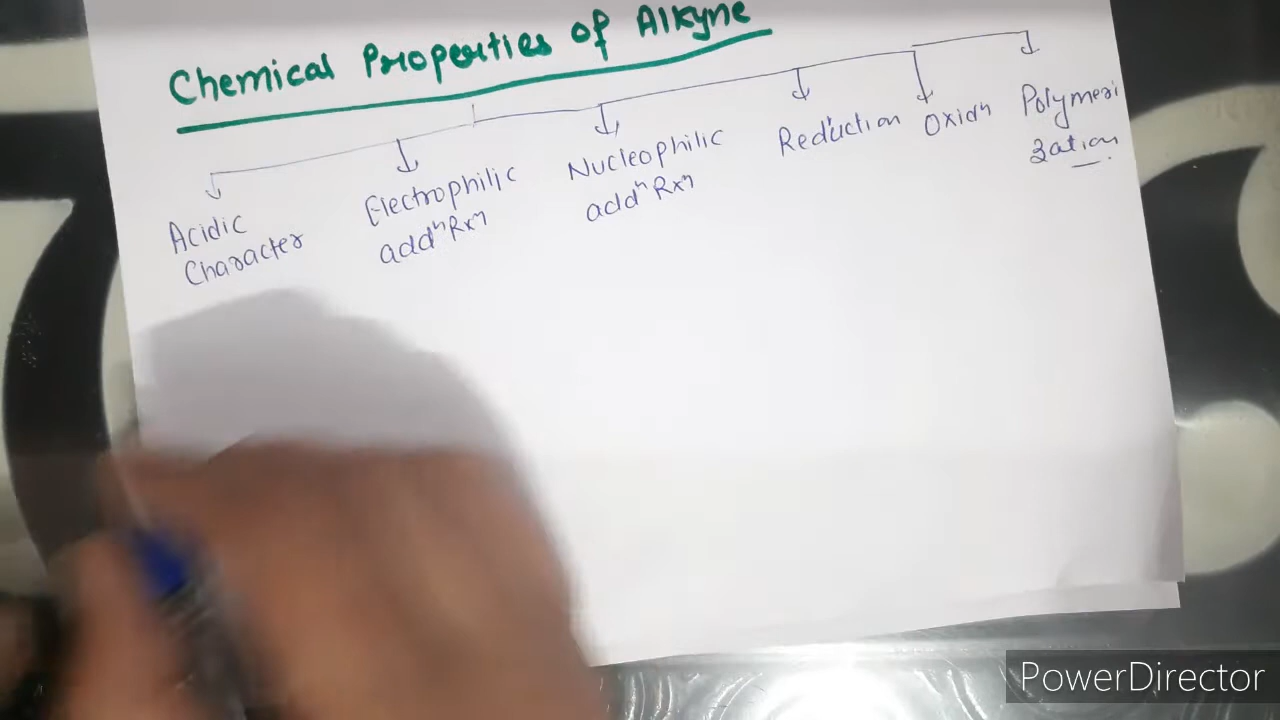 Chemical Properties of Alkyne
Acidic
Character
Electrophilic
addⁿ Rxⁿ
Nucleophilic
addⁿ Rxⁿ
Reduction
Oxidⁿ
Polymeri
zation
PowerDirector